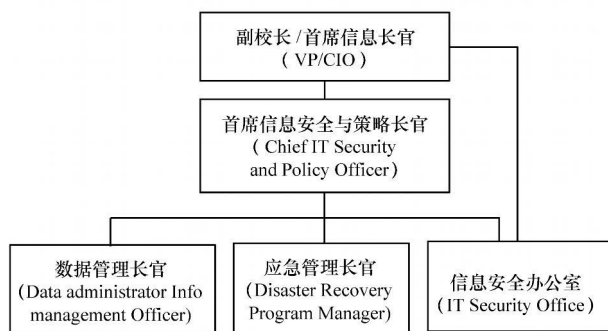 副校长/首席信息长官
(VP/CIO)
首席信息安全与策略长官
(Chief IT Security
and Policy Officer)
数据管理长官
(Data administrator Info
management Officer)
应急管理长官
(Disaster Recovery
Program Manager)
信息安全办公室
(IT Security Office)